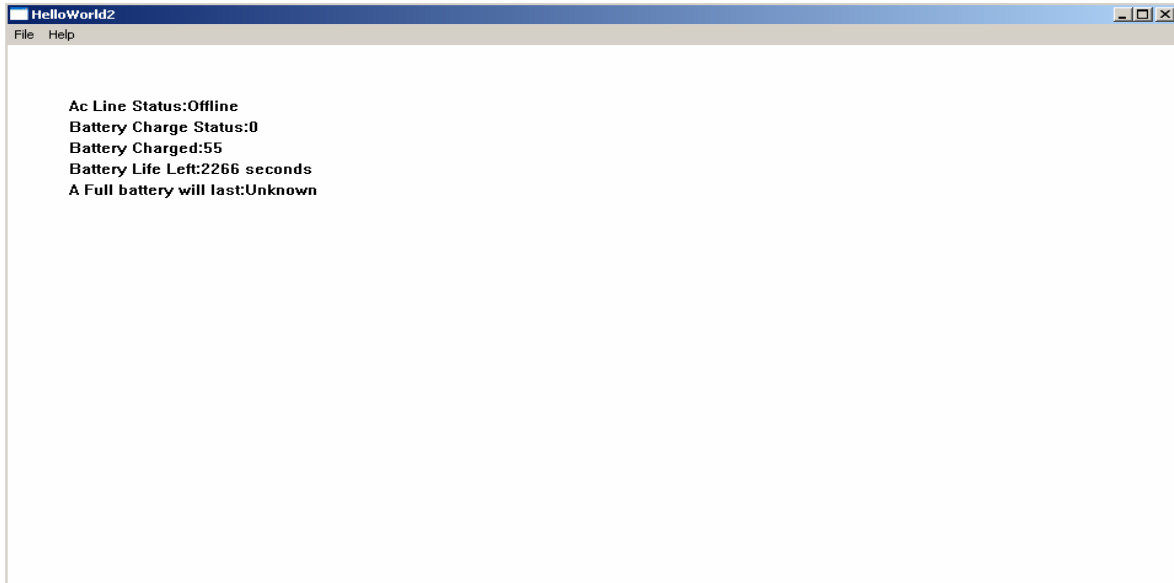 HelloWorld2
File Help
Ac Line Status:Offline
Battery Charge Status:0
Battery Charged:55
Battery Life Left:2266 seconds
A Full battery will last:Unknown